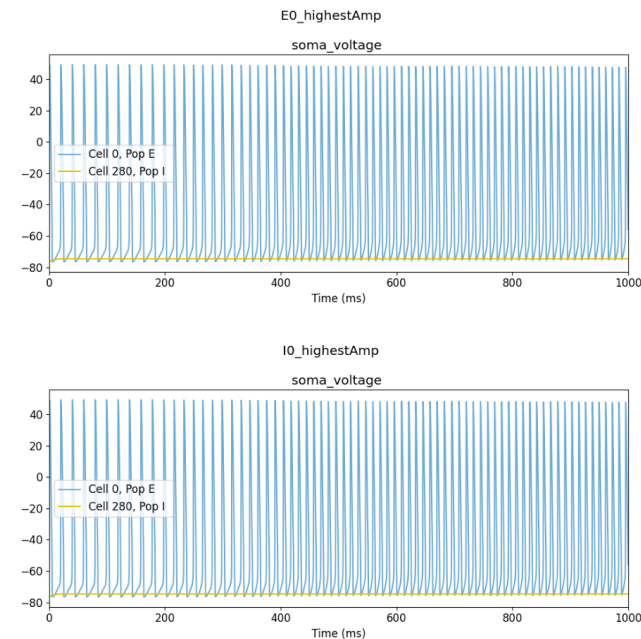 E0_highestAmp
soma_voltage
40
20
0
−20
−40
−60
−80
Cell 0, Pop E
Cell 280, Pop I
0 200 400 600 800 1000
Time (ms)
I0_highestAmp
soma_voltage
40
20
0
−20
−40
−60
−80
Cell 0, Pop E
Cell 280, Pop I
0 200 400 600 800 1000
Time (ms)